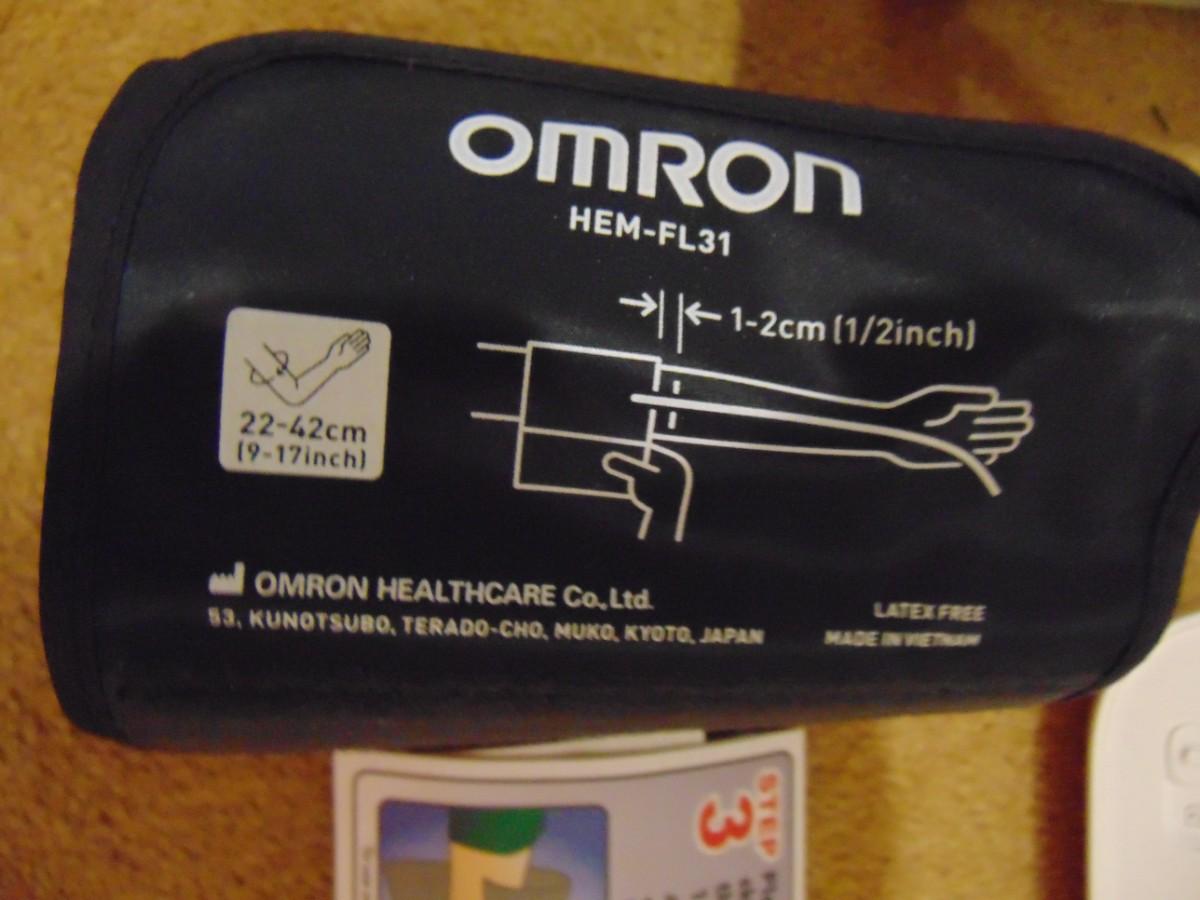 OMRON
HEM-FL31
1-2cm (1/2inch)
22-42cm
(9-17inch)
OMRON HEALTHCARE Co., Ltd.
53, KUNOTSUBO, TERADO-CHO, MUKO, KYOTO, JAPAN
LATEX FREE
MADE IN VIETNAM
STEP
3